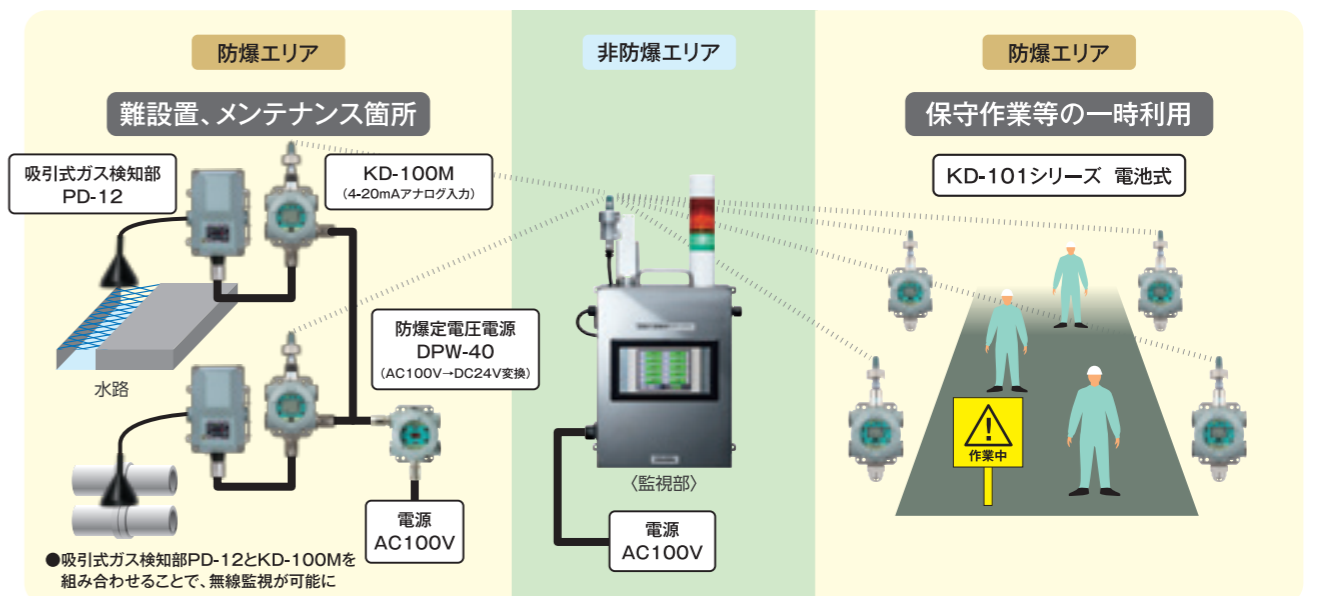 防爆エリア
難設置、メンテナンス箇所
吸引式ガス検知部
PD-12
KD-100M
(4-20mAアナログ入力)
水路
防爆定電圧電源
DPW-40
(AC100V→DC24V変換)
電源
AC100V
●吸引式ガス検知部PD-12とKD-100Mを
組み合わせることで、無線監視が可能に
非防爆エリア
〈監視部〉
電源
AC100V
防爆エリア
保守作業等の一時利用
KD-101シリーズ 電池式
作業中